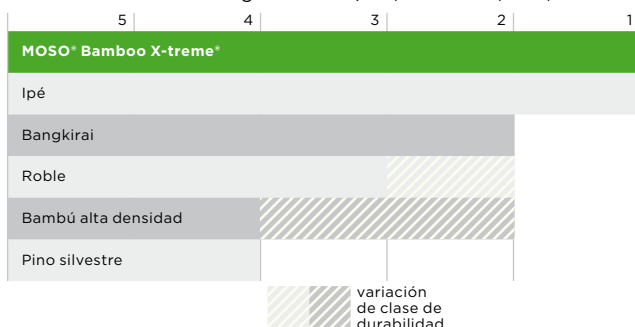 5 4 3 2 1
MOSO® Bamboo X-treme®
Ipé
Bangkirai
Roble
Bambú alta densidad
Pino silvestre
variación
de clase de
durabilidad